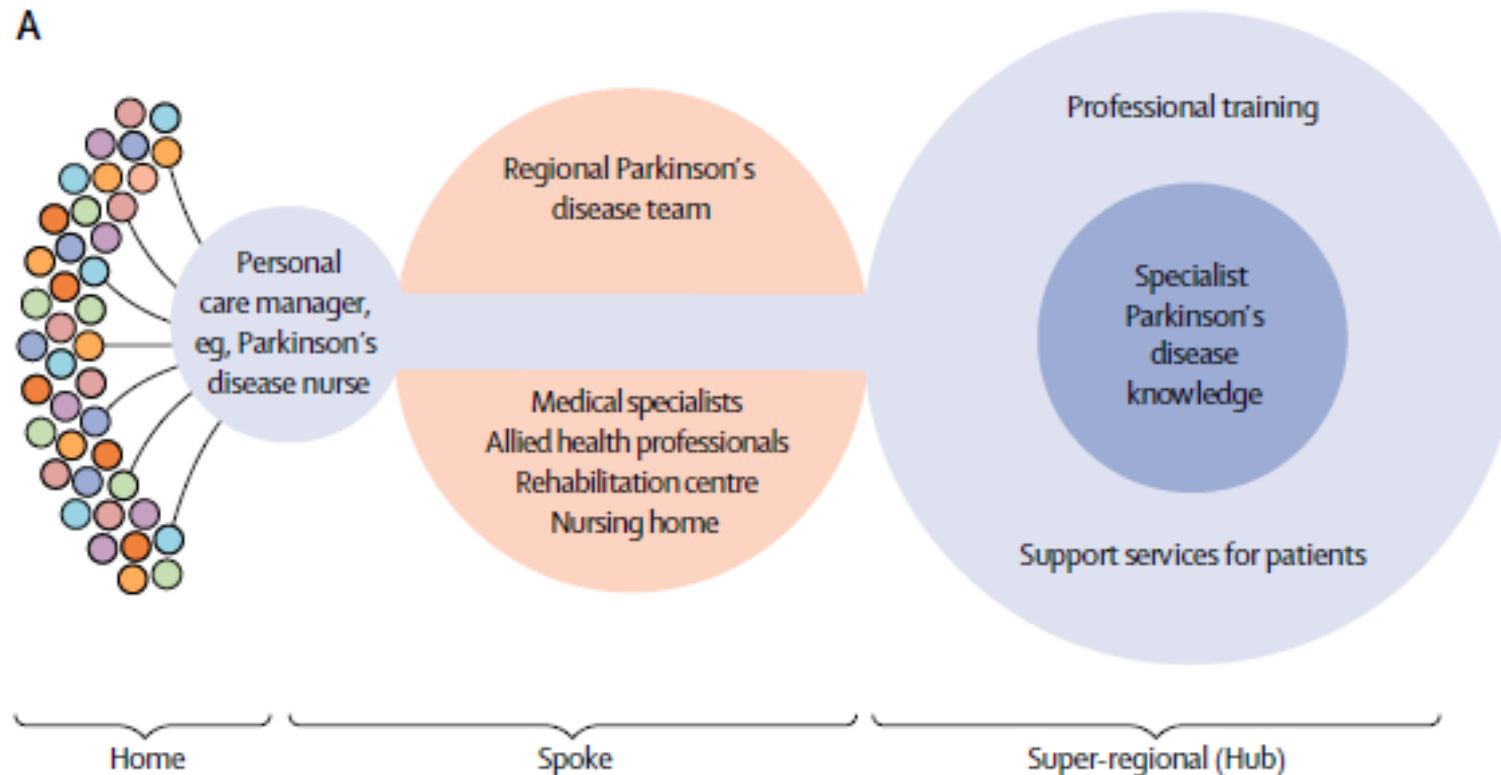 A
Personal
care manager,
eg, Parkinson´s
disease nurse
Regional Parkinson´s
disease team
Medical specialists
Allied health professionals
Rehabilitation centre
Nursing home
Professional training
Specialist
Parkinson´s
disease
knowledge
Support services for patients
Home
Spoke
Super-regional (Hub)